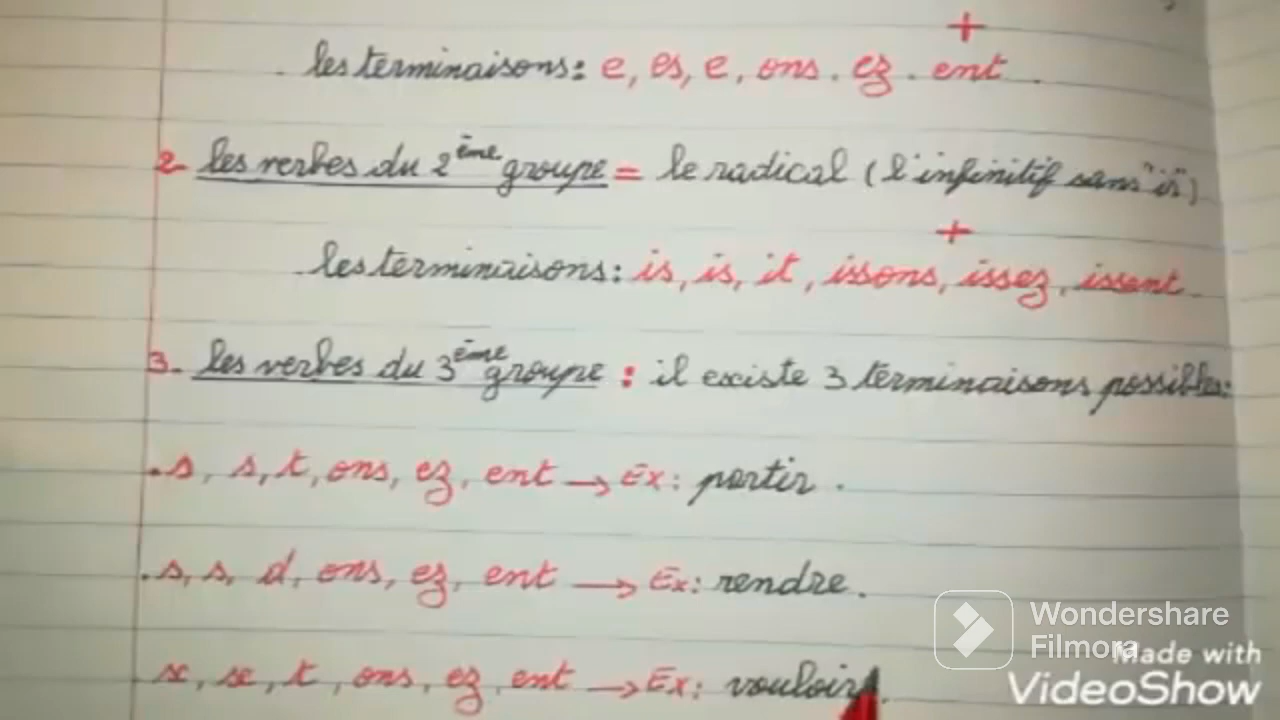 +
. les terminaisons: e, es, e, ons. ez. ent.
2- les verbes du 2ème groupe = le radical (l'infinitif sans "ir")
+
. les terminaisons: is, is, it, issons, issez, issent
3- les verbes du 3ème groupe : il existe 3 terminaisons possibles:
.s, s, t, ons, ez, ent → Ex: partir.
.s, s, d, ons, ez, ent → Ex: rendre.
x, x, t, ons, ez, ent → Ex: vouloir.
Wondershare
Filmora
Made with
VideoShow